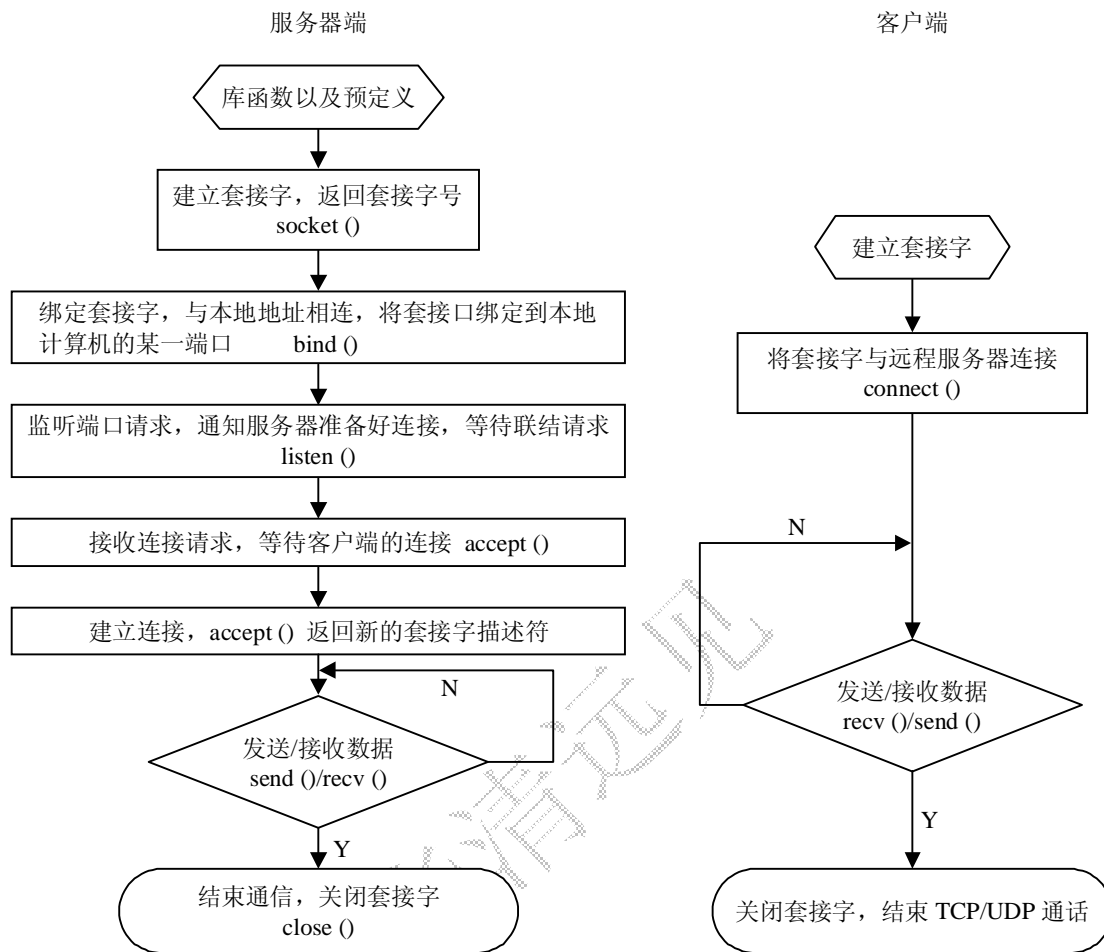 服务器端
库函数以及预定义
建立套接字，返回套接字号
socket ()
绑定套接字，与本地地址相连，将套接口绑定到本地
计算机的某一端口 bind ()
监听端口请求，通知服务器准备好连接，等待联结请求
listen ()
接收连接请求，等待客户端的连接 accept ()
建立连接，accept () 返回新的套接字描述符
N
发送/接收数据
send ()/recv ()
Y
结束通信，关闭套接字
close ()
客户端
建立套接字
将套接字与远程服务器连接
connect ()
N
发送/接收数据
recv ()/send ()
Y
关闭套接字，结束 TCP/UDP 通话
清远见